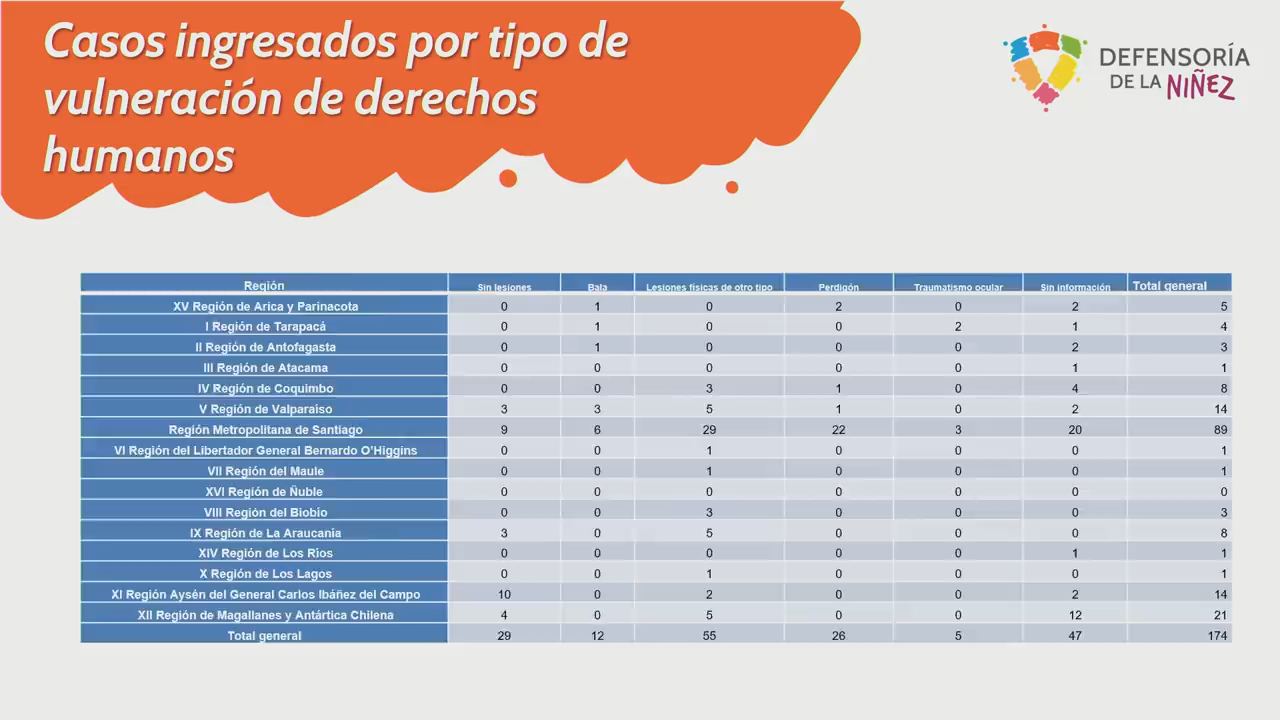 Casos ingresados por tipo de
vulneración de derechos
humanos
DEFENSORÍA
DE LA NIÑEZ
Región Sin lesiones Bala Lesiones físicas de otro tipo Perdigón Traumatismo ocular Sin información Total general
XV Región de Arica y Parinacota 0 1 0 2 0 2 5
I Región de Tarapacá 0 1 0 0 2 1 4
II Región de Antofagasta 0 1 0 0 0 2 3
III Región de Atacama 0 0 0 0 0 1 1
IV Región de Coquimbo 0 0 3 1 0 4 8
V Región de Valparaíso 3 3 5 1 0 2 14
Región Metropolitana de Santiago 9 6 29 22 3 20 89
VI Región del Libertador General Bernardo O'Higgins 0 0 1 0 0 0 1
VII Región del Maule 0 0 1 0 0 0 1
XVI Región de Ñuble 0 0 0 0 0 0 0
VIII Región del Biobío 0 0 3 0 0 0 3
IX Región de La Araucanía 3 0 5 0 0 0 8
XIV Región de Los Ríos 0 0 0 0 0 1 1
X Región de Los Lagos 0 0 1 0 0 0 1
XI Región Aysén del General Carlos Ibáñez del Campo 10 0 2 0 0 2 14
XII Región de Magallanes y Antártica Chilena 4 0 5 0 0 12 21
Total general 29 12 55 26 5 47 174